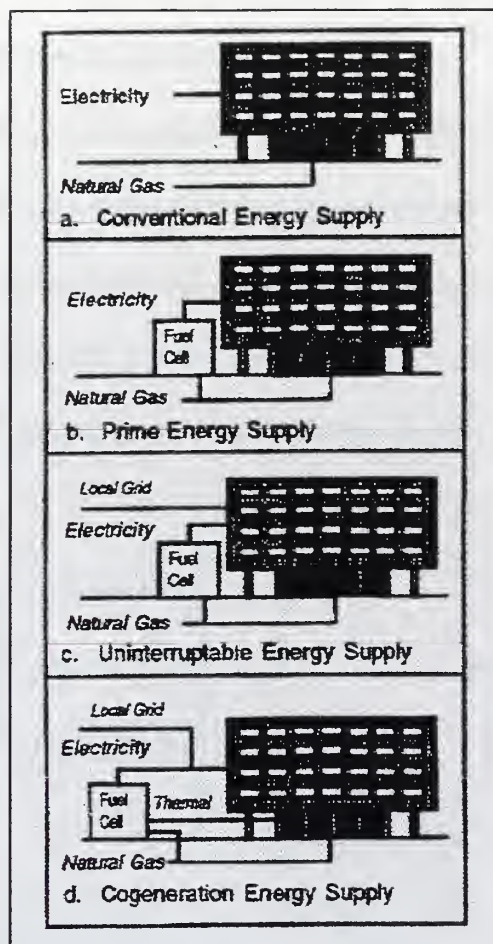 Electricity
Natural Gas
a. Conventional Energy Supply
Electricity
Fuel
Cell
Natural Gas
b. Prime Energy Supply
Local Grid
Electricity
Fuel
Cell
Natural Gas
c. Uninterruptable Energy Supply
Local Grid
Electricity
Fuel
Cell
Thermal
Natural Gas
d. Cogeneration Energy Supply